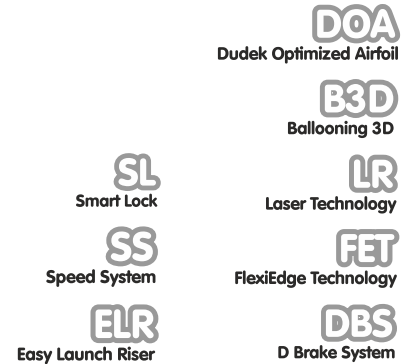 DOA
Dudek Optimized Airfoil
B3D
Ballooning 3D
SL
Smart Lock
LR
Laser Technology
SS
Speed System
FET
FlexiEdge Technology
ELR
Easy Launch Riser
DBS
D Brake System